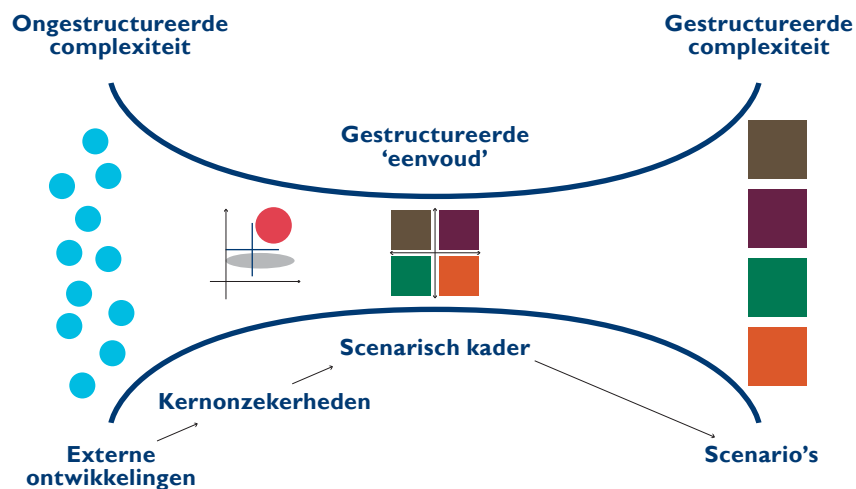 Ongestructureerde
complexiteit
Gestructureerde
complexiteit
Gestructureerde
‘eenvoud’
Scenarisch kader
Kernonzekerheden
Externe
ontwikkelingen
Scenario’s